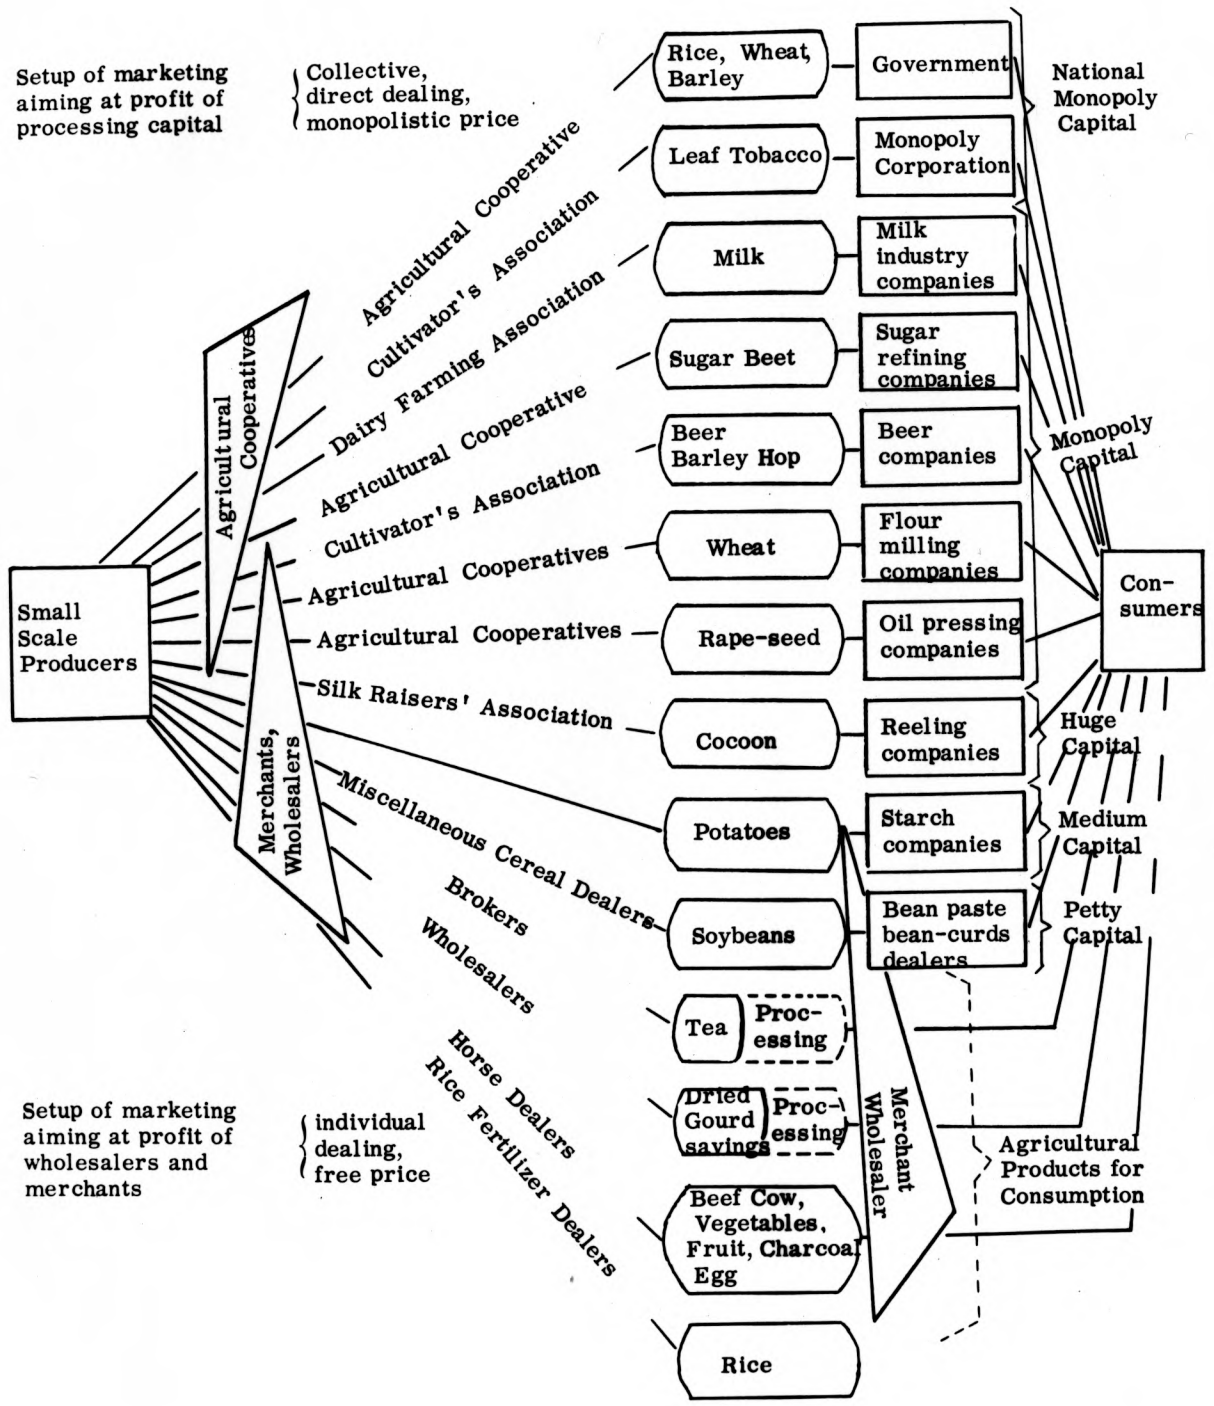 Setup of marketing
aiming at profit of
processing capital
Collective,
direct dealing,
monopolistic price
Rice, Wheat,
Barley
Government
National
Monopoly
Capital
Agricultural Cooperative
Leaf Tobacco
Monopoly
Corporation
Cultivator's Association
Milk
Milk
industry
companies
Dairy Farming Association
Sugar Beet
Sugar
refining
companies
Agricultural Cooperative
Beer
Barley Hop
Beer
companies
Monopoly
Capital
Cultivator's Association
Wheat
Flour
milling
companies
Agricultural Cooperatives
Rape-seed
Oil pressing
companies
Agricultural Cooperatives
Agricultural
Cooperatives
Small
Scale
Producers
Con-
sumers
Silk Raisers' Association
Cocoon
Reeling
companies
Huge
Capital
Merchants,
Wholesalers
Potatoes
Starch
companies
Medium
Capital
Miscellaneous Cereal Dealers
Soybeans
Bean paste
bean-curds
dealers
Petty
Capital
Brokers
Wholesalers
Tea
Proc-
essing
Horse Dealers
Rice Fertilizer Dealers
Dried
Gourd
savings
Proc-
essing
Merchant
Wholesaler
Agricultural
Products for
Consumption
Setup of marketing
aiming at profit of
wholesalers and
merchants
individual
dealing,
free price
Beef Cow,
Vegetables,
Fruit, Charcoal
Egg
Rice